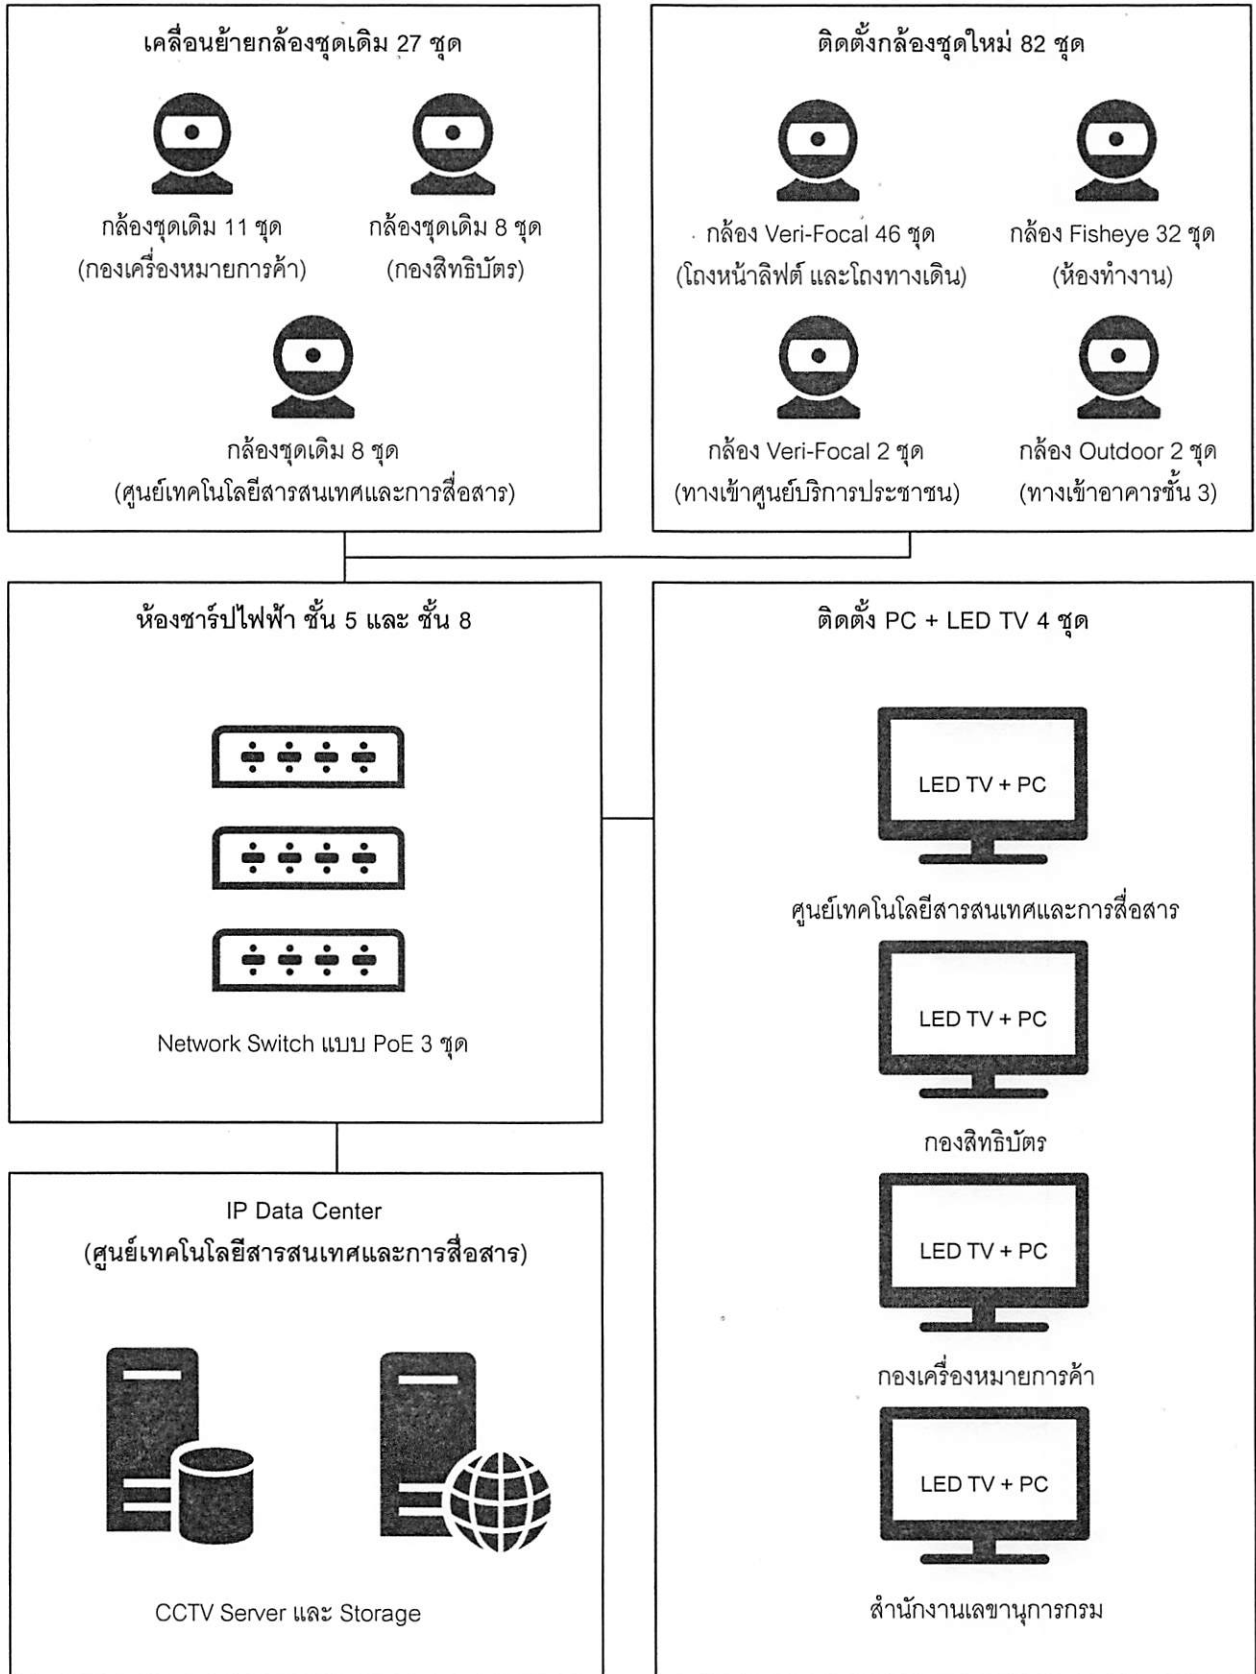 เคลื่อนย้ายกล้องชุดเดิม 27 ชุด
กล้องชุดเดิม 11 ชุด
(กองเครื่องหมายการค้า)
กล้องชุดเดิม 8 ชุด
(กองสิทธิบัตร)
กล้องชุดเดิม 8 ชุด
(ศูนย์เทคโนโลยีสารสนเทศและการสื่อสาร)
ติดตั้งกล้องชุดใหม่ 82 ชุด
กล้อง Veri-Focal 46 ชุด
(โถงหน้าลิฟต์ และโถงทางเดิน)
กล้อง Fisheye 32 ชุด
(ห้องทำงาน)
กล้อง Veri-Focal 2 ชุด
(ทางเข้าศูนย์บริการประชาชน)
กล้อง Outdoor 2 ชุด
(ทางเข้าอาคารชั้น 3)
ห้องชาร์ปไฟฟ้า ชั้น 5 และ ชั้น 8
Network Switch แบบ PoE 3 ชุด
ติดตั้ง PC + LED TV 4 ชุด
LED TV + PC
ศูนย์เทคโนโลยีสารสนเทศและการสื่อสาร
LED TV + PC
กองสิทธิบัตร
LED TV + PC
กองเครื่องหมายการค้า
LED TV + PC
สำนักงานเลขานุการกรม
IP Data Center
(ศูนย์เทคโนโลยีสารสนเทศและการสื่อสาร)
CCTV Server และ Storage